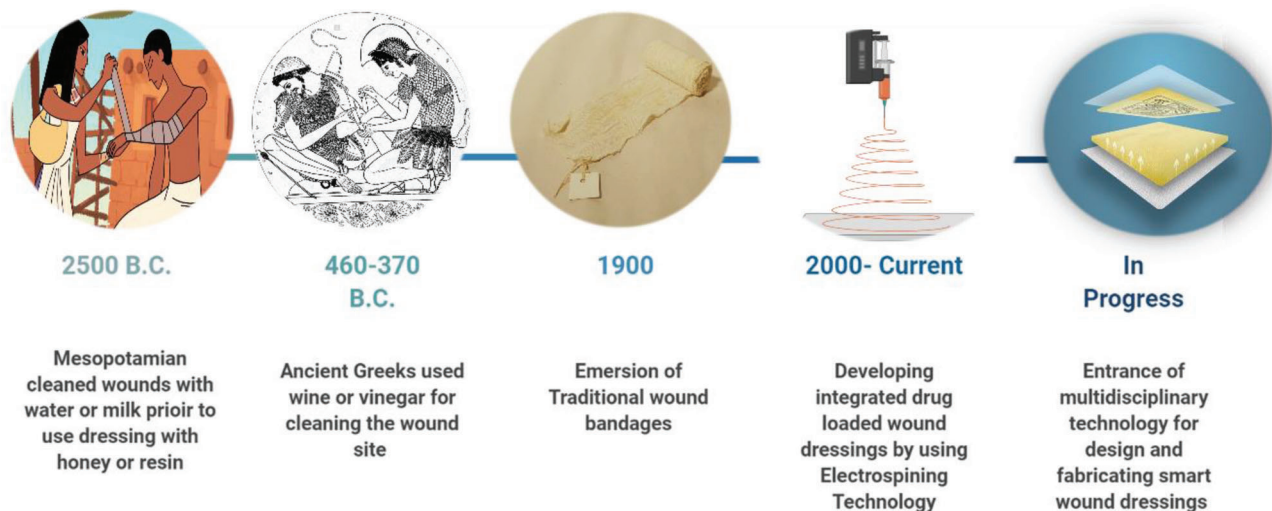 2500 B.C.
Mesopotamian
cleaned wounds with
water or milk prioir to
use dressing with
honey or resin
460-370
B.C.
Ancient Greeks used
wine or vinegar for
cleaning the wound
site
1900
Emersion of
Traditional wound
bandages
2000- Current
Developing
integrated drug
loaded wound
dressings by using
Electrospining
Technology
In
Progress
Entrance of
multidisciplinary
technology for
design and
fabricating smart
wound dressings